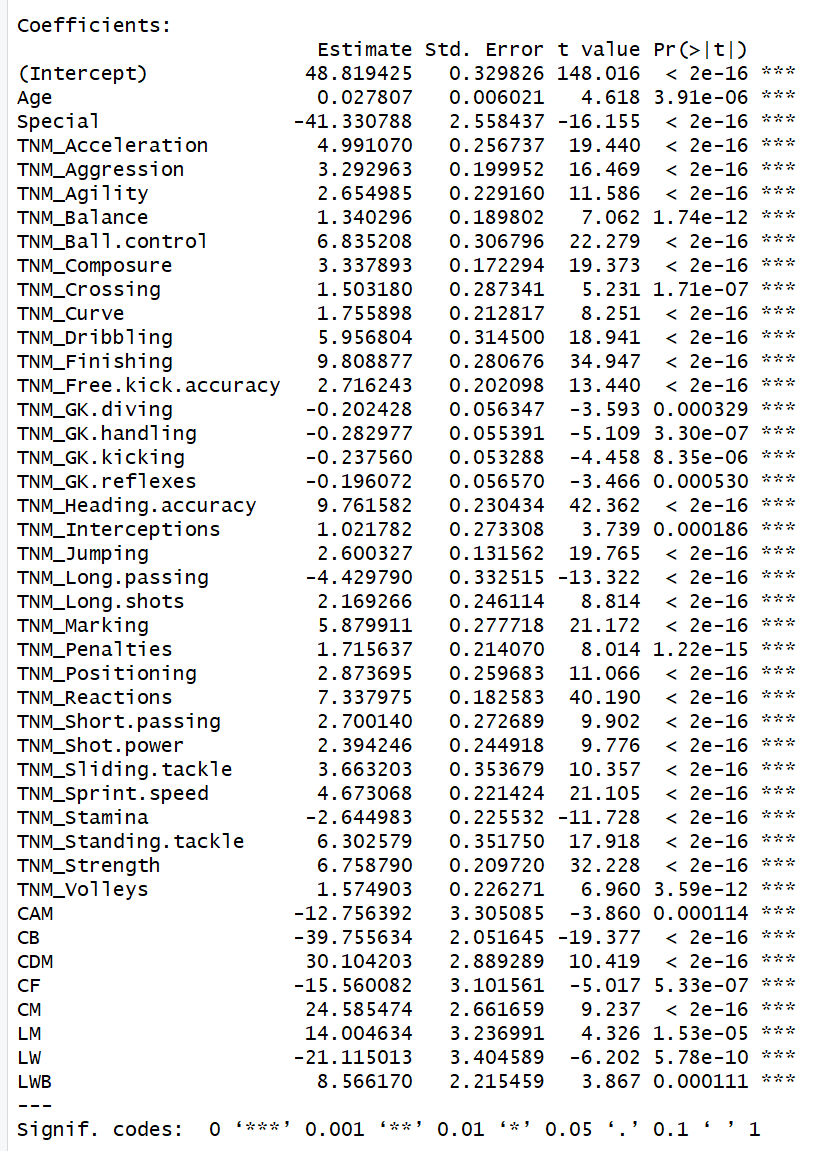 Coefficients:
                       Estimate Std. Error t value Pr(>|t|)
(Intercept)           48.819425   0.329826 148.016  < 2e-16 ***
Age                    0.027807   0.006021   4.618 3.91e-06 ***
Special              -41.330788   2.558437 -16.155  < 2e-16 ***
TNM_Acceleration       4.991070   0.256737  19.440  < 2e-16 ***
TNM_Aggression         3.292963   0.199952  16.469  < 2e-16 ***
TNM_Agility            2.654985   0.229160  11.586  < 2e-16 ***
TNM_Balance            1.340296   0.189802   7.062 1.74e-12 ***
TNM_Ball.control       6.835208   0.306796  22.279  < 2e-16 ***
TNM_Composure          3.337893   0.172294  19.373  < 2e-16 ***
TNM_Crossing           1.503180   0.287341   5.231 1.71e-07 ***
TNM_Curve              1.755898   0.212817   8.251  < 2e-16 ***
TNM_Dribbling          5.956804   0.314500  18.941  < 2e-16 ***
TNM_Finishing          9.808877   0.280676  34.947  < 2e-16 ***
TNM_Free.kick.accuracy 2.716243   0.202098  13.440  < 2e-16 ***
TNM_GK.diving         -0.202428   0.056347  -3.593 0.000329 ***
TNM_GK.handling       -0.282977   0.055391  -5.109 3.30e-07 ***
TNM_GK.kicking        -0.237560   0.053288  -4.458 8.35e-06 ***
TNM_GK.reflexes       -0.196072   0.056570  -3.466 0.000530 ***
TNM_Heading.accuracy   9.761582   0.230434  42.362  < 2e-16 ***
TNM_Interceptions      1.021782   0.273308   3.739 0.000186 ***
TNM_Jumping            2.600327   0.131562  19.765  < 2e-16 ***
TNM_Long.passing      -4.429790   0.332515 -13.322  < 2e-16 ***
TNM_Long.shots         2.169266   0.246114   8.814  < 2e-16 ***
TNM_Marking            5.879911   0.277718  21.172  < 2e-16 ***
TNM_Penalties          1.715637   0.214070   8.014 1.22e-15 ***
TNM_Positioning        2.873695   0.259683  11.066  < 2e-16 ***
TNM_Reactions          7.337975   0.182583  40.190  < 2e-16 ***
TNM_Short.passing      2.700140   0.272689   9.902  < 2e-16 ***
TNM_Shot.power         2.394246   0.244918   9.776  < 2e-16 ***
TNM_Sliding.tackle     3.663203   0.353679  10.357  < 2e-16 ***
TNM_Sprint.speed       4.673068   0.221424  21.105  < 2e-16 ***
TNM_Stamina           -2.644983   0.225532 -11.728  < 2e-16 ***
TNM_Standing.tackle    6.302579   0.351750  17.918  < 2e-16 ***
TNM_Strength           6.758790   0.209720  32.228  < 2e-16 ***
TNM_Volleys            1.574903   0.226271   6.960 3.59e-12 ***
CAM                  -12.756392   3.305085  -3.860 0.000114 ***
CB                   -39.755634   2.051645 -19.377  < 2e-16 ***
CDM                   30.104203   2.889289  10.419  < 2e-16 ***
CF                   -15.560082   3.101561  -5.017 5.33e-07 ***
CM                    24.585474   2.661659   9.237  < 2e-16 ***
LM                    14.004634   3.236991   4.326 1.53e-05 ***
LW                   -21.115013   3.404589  -6.202 5.78e-10 ***
LWB                    8.566170   2.215459   3.867 0.000111 ***
---
Signif. codes:  0 ‘***’ 0.001 ‘**’ 0.01 ‘*’ 0.05 ‘.’ 0.1 ‘ ’ 1